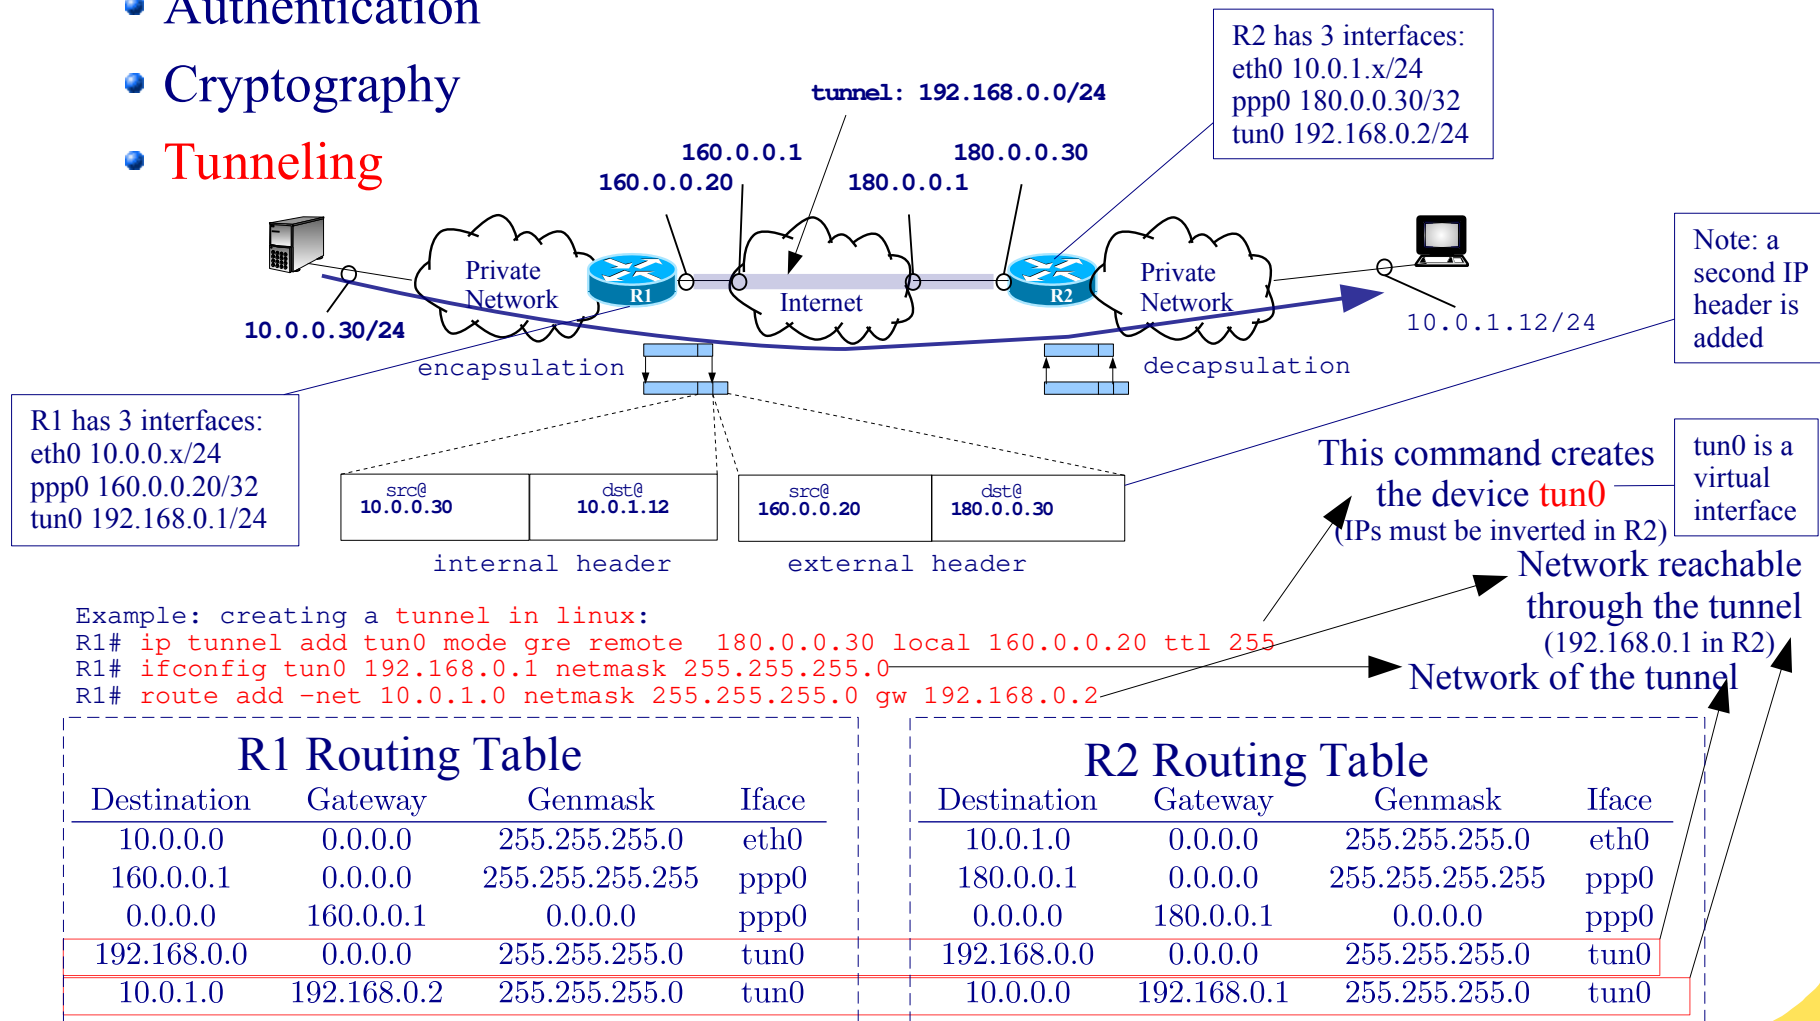 Authentication
Cryptography
Tunneling
R2 has 3 interfaces:
eth0 10.0.1.x/24
ppp0 180.0.0.30/32
tun0 192.168.0.2/24
tunnel: 192.168.0.0/24
160.0.0.1
180.0.0.30
160.0.0.20
180.0.0.1
Private
Network
R1
Internet
R2
Private
Network
10.0.0.30/24
10.0.1.12/24
Note: a
second IP
header is
added
encapsulation
decapsulation
R1 has 3 interfaces:
eth0 10.0.0.x/24
ppp0 160.0.0.20/32
tun0 192.168.0.1/24
src@
10.0.0.30
dst@
10.0.1.12
src@
160.0.0.20
dst@
180.0.0.30
internal header
external header
This command creates
the device tun0
(IPs must be inverted in R2)
tun0 is a
virtual
interface
Network reachable
through the tunnel
(192.168.0.1 in R2)
Network of the tunnel
Example: creating a tunnel in linux:
R1# ip tunnel add tun0 mode gre remote  180.0.0.30 local 160.0.0.20 ttl 255
R1# ifconfig tun0 192.168.0.1 netmask 255.255.255.0
R1# route add –net 10.0.1.0 netmask 255.255.255.0 gw 192.168.0.2
R1 Routing Table
Destination Gateway Genmask Iface
10.0.0.0 0.0.0.0 255.255.255.0 eth0
160.0.0.1 0.0.0.0 255.255.255.255 ppp0
0.0.0.0 160.0.0.1 0.0.0.0 ppp0
192.168.0.0 0.0.0.0 255.255.255.0 tun0
10.0.1.0 192.168.0.2 255.255.255.0 tun0
R2 Routing Table
Destination Gateway Genmask Iface
10.0.1.0 0.0.0.0 255.255.255.0 eth0
180.0.0.1 0.0.0.0 255.255.255.255 ppp0
0.0.0.0 180.0.0.1 0.0.0.0 ppp0
192.168.0.0 0.0.0.0 255.255.255.0 tun0
10.0.0.0 192.168.0.1 255.255.255.0 tun0